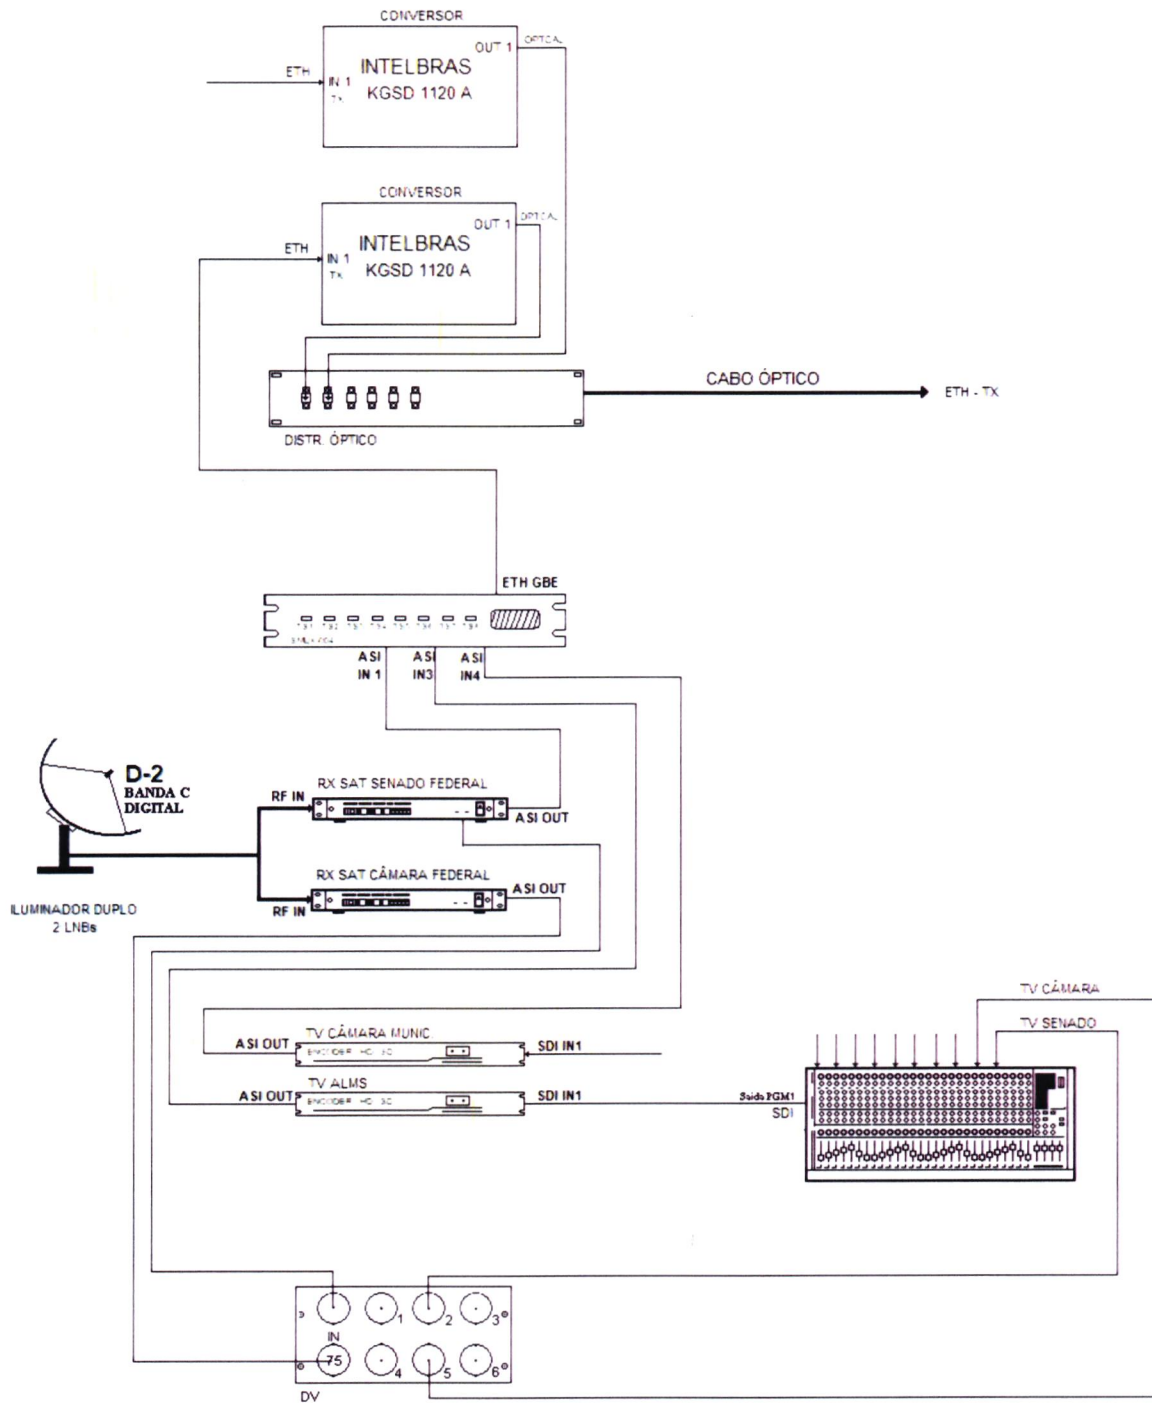 CONVERSOR
OUT 1
OPTCAL
INTELBRAS
ETH
IN 1
KGSD 1120 A
TX
CONVERSOR
OUT 1
OPTCAL
INTELBRAS
ETH
IN 1
KGSD 1120 A
TX
CABO ÓPTICO
ETH - TX
DISTR. ÓPTICO
ETH GBE
ASI
IN 1
ASI
IN3
ASI
IN4
D-2
BANDA C
DIGITAL
RX SAT SENADO FEDERAL
RF IN
ASI OUT
RX SAT CÂMARA FEDERAL
ASI OUT
RF IN
ILUMINADOR DUPLO
2 LNBs
TV CÂMARA
TV SENADO
TV CÂMARA MUNIC
ASI OUT
SDI IN1
TV ALMS
ASI OUT
SDI IN1
Saida PGM1
SDI
1
2
3
IN
75
4
5
6
DV